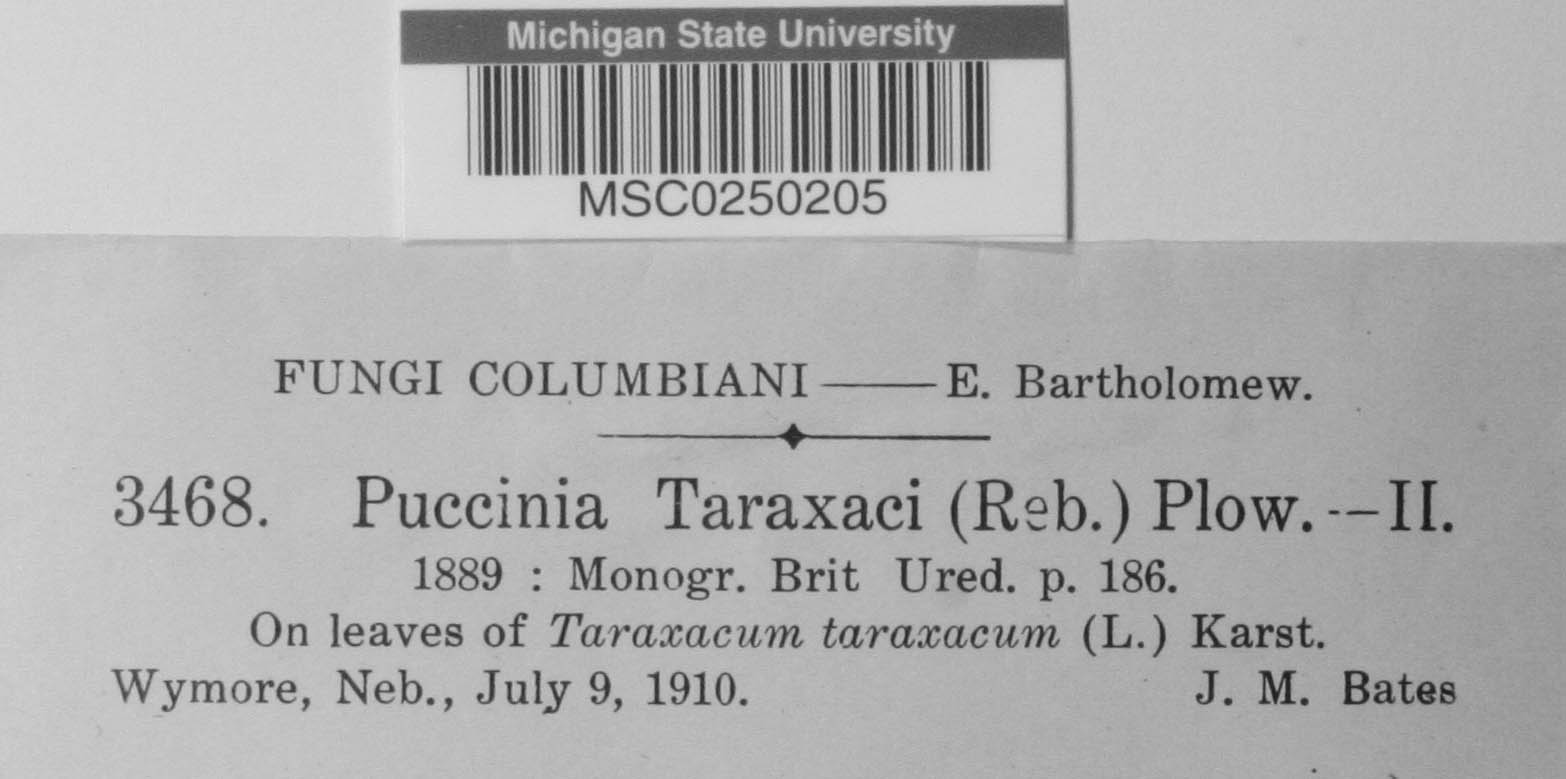 Michigan State University
MSC0250205
FUNGI COLUMBIANI——E. Bartholomew.
3468. Puccinia Taraxaci (Reb.) Plow.--II.
1889 : Monogr. Brit Ured. p. 186.
On leaves of Taraxacum taraxacum (L.) Karst.
Wymore, Neb., July 9, 1910. J. M. Bates